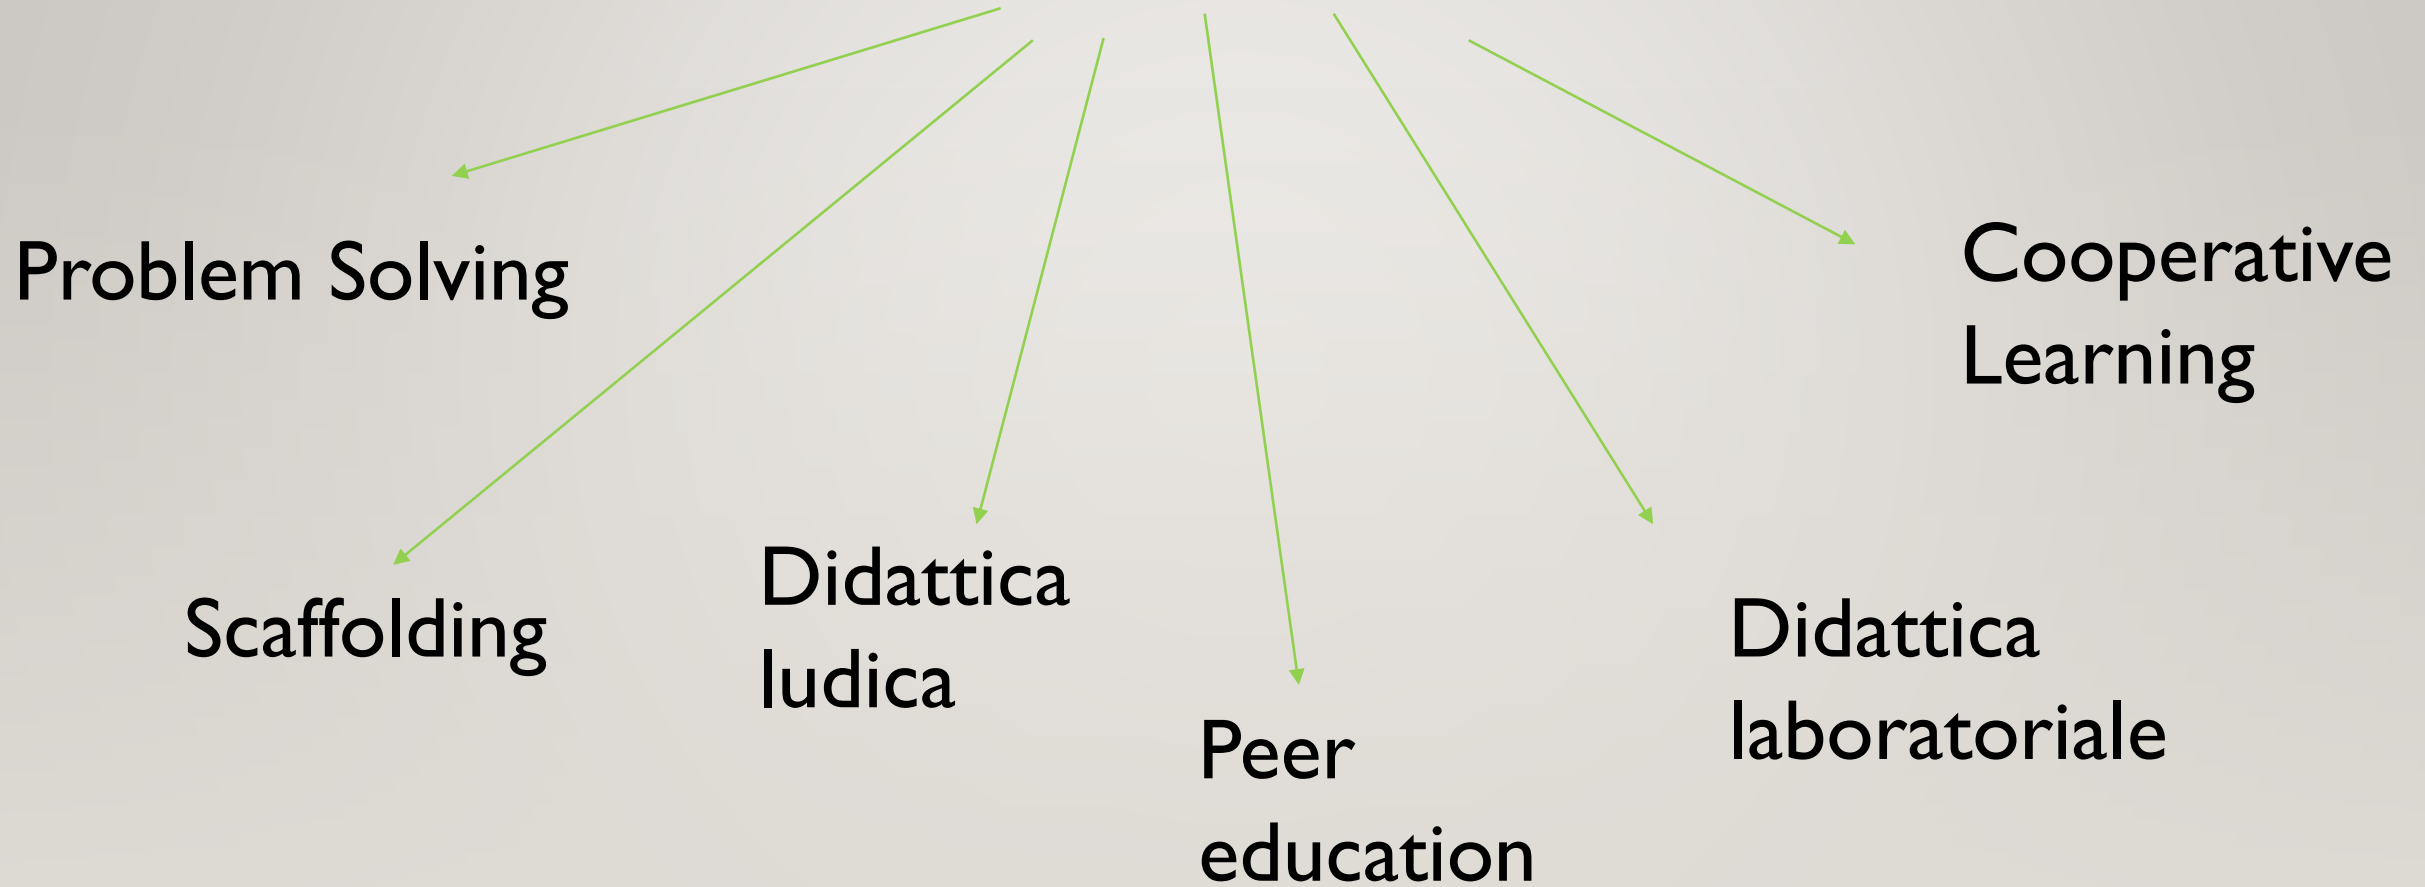 Problem Solving
Cooperative
Learning
Scaffolding
Didattica
ludica
Peer
education
Didattica
laboratoriale